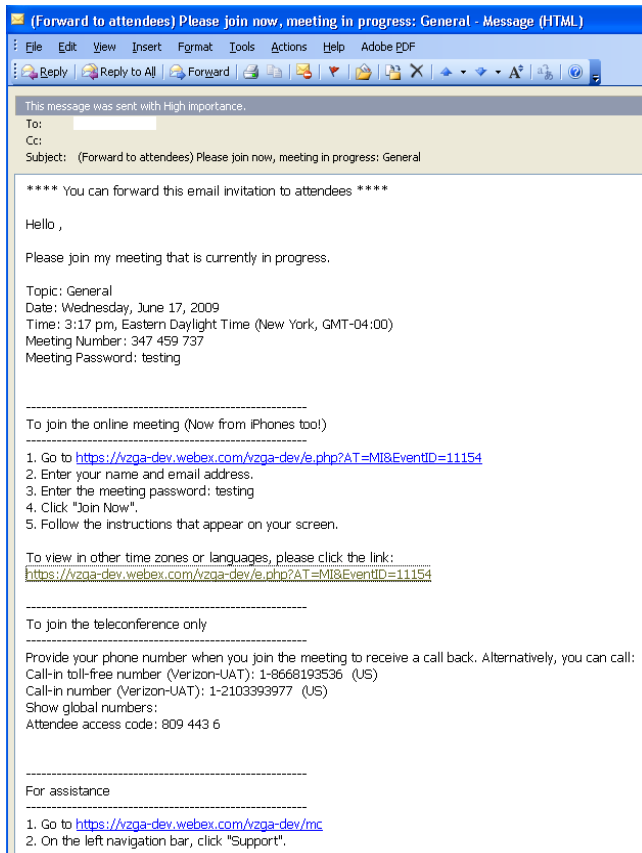 (Forward to attendees) Please join now, meeting in progress: General - Message (HTML)
File Edit View Insert Format Tools Actions Help Adobe PDF
Reply Reply to All Forward
This message was sent with High importance.
To:
Cc:
Subject: (Forward to attendees) Please join now, meeting in progress: General
**** You can forward this email invitation to attendees ****
Hello ,
Please join my meeting that is currently in progress.
Topic: General
Date: Wednesday, June 17, 2009
Time: 3:17 pm, Eastern Daylight Time (New York, GMT-04:00)
Meeting Number: 347 459 737
Meeting Password: testing
-------------------------------------------------------
To join the online meeting (Now from iPhones too!)
-------------------------------------------------------
1. Go to https://vzga-dev.webex.com/vzga-dev/e.php?AT=MI&EventID=11154
2. Enter your name and email address.
3. Enter the meeting password: testing
4. Click "Join Now".
5. Follow the instructions that appear on your screen.
To view in other time zones or languages, please click the link:
https://vzga-dev.webex.com/vzga-dev/e.php?AT=MI&EventID=11154
-------------------------------------------------------
To join the teleconference only
-------------------------------------------------------
Provide your phone number when you join the meeting to receive a call back. Alternatively, you can call:
Call-in toll-free number (Verizon-UAT): 1-8668193536 (US)
Call-in number (Verizon-UAT): 1-2103393977 (US)
Show global numbers:
Attendee access code: 809 443 6
-------------------------------------------------------
For assistance
-------------------------------------------------------
1. Go to https://vzga-dev.webex.com/vzga-dev/mc
2. On the left navigation bar, click "Support".